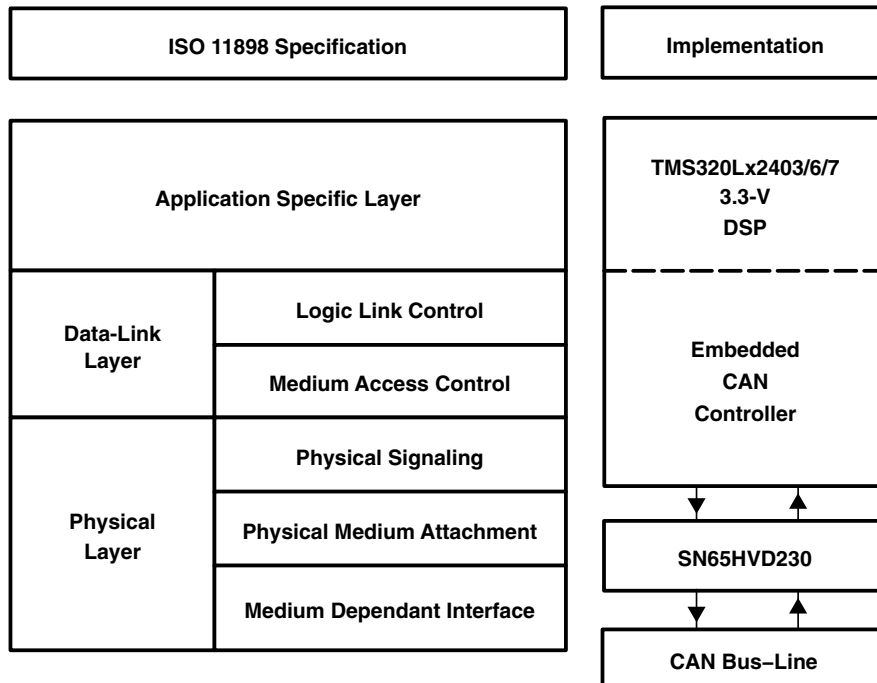 ISO 11898 Specification
Implementation
Application Specific Layer
TMS320Lx2403/6/7
3.3-V
DSP
Data-Link
Layer
Logic Link Control
Medium Access Control
Embedded
CAN
Controller
Physical
Layer
Physical Signaling
Physical Medium Attachment
Medium Dependant Interface
SN65HVD230
CAN Bus–Line